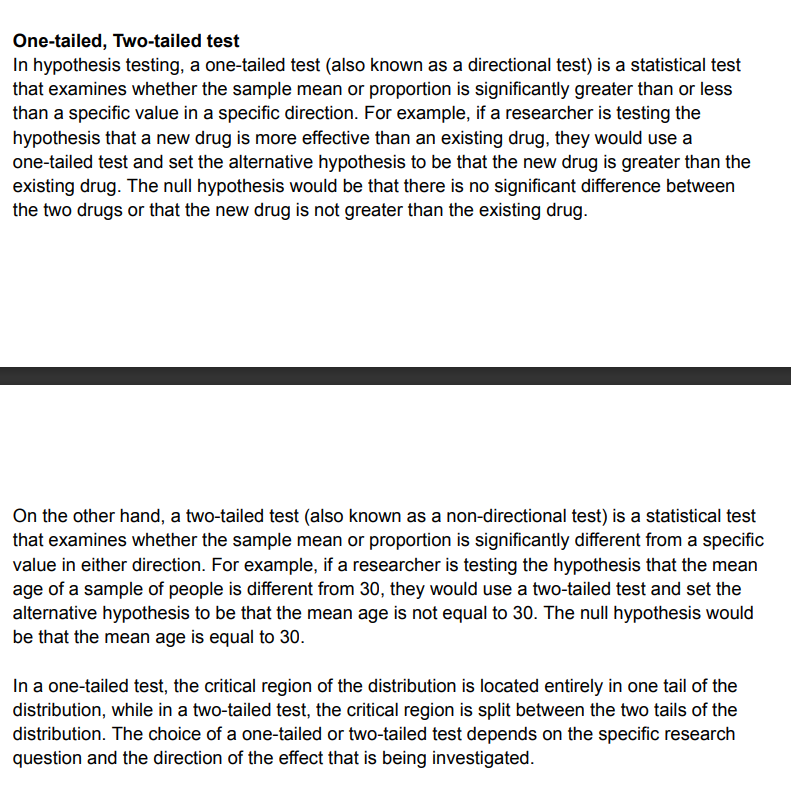 One-tailed, Two-tailed test
In hypothesis testing, a one-tailed test (also known as a directional test) is a statistical test
that examines whether the sample mean or proportion is significantly greater than or less
than a specific value in a specific direction. For example, if a researcher is testing the
hypothesis that a new drug is more effective than an existing drug, they would use a
one-tailed test and set the alternative hypothesis to be that the new drug is greater than the
existing drug. The null hypothesis would be that there is no significant difference between
the two drugs or that the new drug is not greater than the existing drug.
On the other hand, a two-tailed test (also known as a non-directional test) is a statistical test
that examines whether the sample mean or proportion is significantly different from a specific
value in either direction. For example, if a researcher is testing the hypothesis that the mean
age of a sample of people is different from 30, they would use a two-tailed test and set the
alternative hypothesis to be that the mean age is not equal to 30. The null hypothesis would
be that the mean age is equal to 30.
In a one-tailed test, the critical region of the distribution is located entirely in one tail of the
distribution, while in a two-tailed test, the critical region is split between the two tails of the
distribution. The choice of a one-tailed or two-tailed test depends on the specific research
question and the direction of the effect that is being investigated.